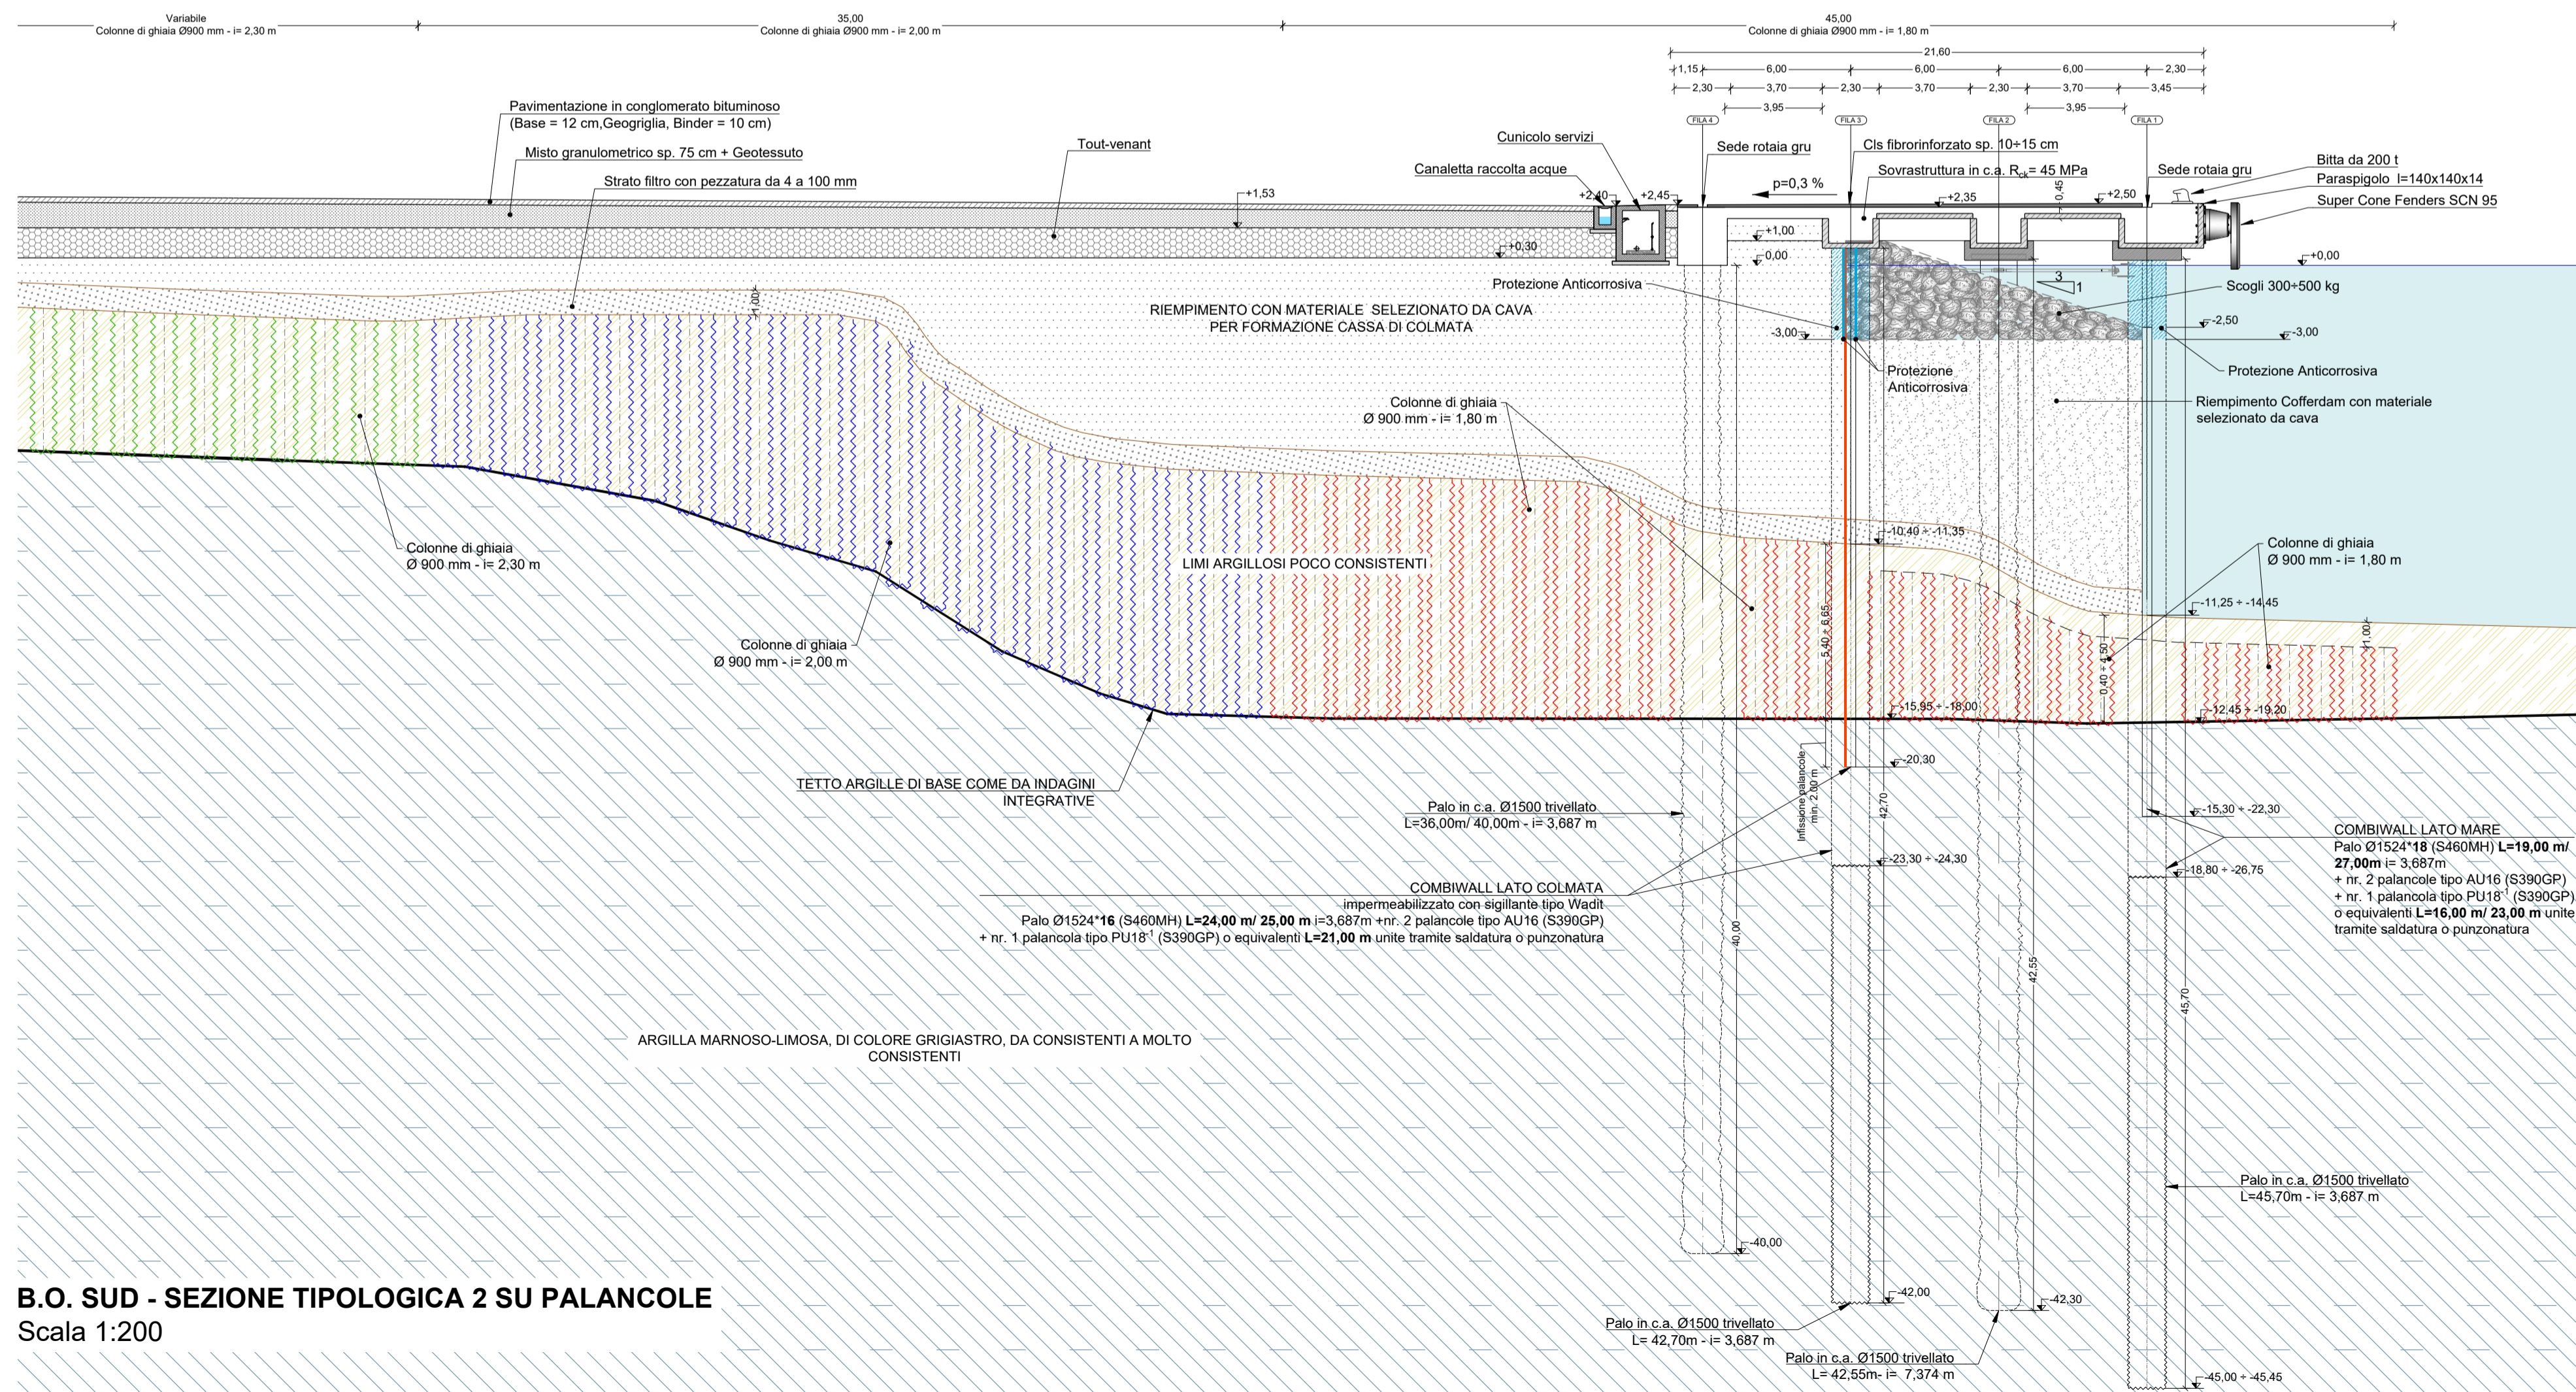 Variabile
Colonne di ghiaia Ø900 mm - i= 2,30 m
35,00
Colonne di ghiaia Ø900 mm - i= 2,00 m
45,00
Colonne di ghiaia Ø900 mm - i= 1,80 m
21,60
1,15
6,00
6,00
6,00
2,30
2,30
3,70
2,30
3,70
2,30
3,70
3,45
3,95
3,95
FILA 4
FILA 3
FILA 2
FILA 1
Pavimentazione in conglomerato bituminoso
(Base = 12 cm,Geogriglia, Binder = 10 cm)
Misto granulometrico sp. 75 cm + Geotessuto
Strato filtro con pezzatura da 4 a 100 mm
Tout-venant
Cunicolo servizi
Canaletta raccolta acque
Sede rotaia gru
Cls fibrorinforzato sp. 10÷15 cm
Sovrastruttura in c.a. Rck= 45 MPa
p=0,3 %
Sede rotaia gru
Bitta da 200 t
Paraspigolo l=140x140x14
Super Cone Fenders SCN 95
+1,53
+2,40
+2,45
+2,35
0,45
+2,50
+0,30
+1,00
0,00
+0,00
1,00
Protezione Anticorrosiva
3
1
Scogli 300÷500 kg
RIEMPIMENTO CON MATERIALE SELEZIONATO DA CAVA
PER FORMAZIONE CASSA DI COLMATA
-3,00
-2,50
-3,00
Protezione
Anticorrosiva
Protezione Anticorrosiva
Riempimento Cofferdam con materiale
selezionato da cava
Colonne di ghiaia
Ø 900 mm - i= 1,80 m
Colonne di ghiaia
Ø 900 mm - i= 2,30 m
LIMI ARGILLOSI POCO CONSISTENTI
-10,40 ÷ -11,35
Colonne di ghiaia
Ø 900 mm - i= 1,80 m
-11,25 ÷ -14,45
1,00
5,40 ÷ 6,65
0,40 ÷ 4,50
Colonne di ghiaia
Ø 900 mm - i= 2,00 m
-15,95 ÷ -18,00
-12,45 ÷ -19,20
TETTO ARGILLE DI BASE COME DA INDAGINI
INTEGRATIVE
Infissione palancole
min. 2.00 m
-20,30
42,70
Palo in c.a. Ø1500 trivellato
L=36,00m/ 40,00m - i= 3,687 m
-15,30 ÷ -22,30
COMBIWALL LATO MARE
Palo Ø1524*18 (S460MH) L=19,00 m/
27,00m i= 3,687m
+ nr. 2 palancole tipo AU16 (S390GP)
+ nr. 1 palancola tipo PU18-1 (S390GP)
o equivalenti L=16,00 m/ 23,00 m unite
tramite saldatura o punzonatura
-23,30 ÷ -24,30
-18,80 ÷ -26,75
COMBIWALL LATO COLMATA
impermeabilizzato con sigillante tipo Wadit
Palo Ø1524*16 (S460MH) L=24,00 m/ 25,00 m i=3,687m +nr. 2 palancole tipo AU16 (S390GP)
+ nr. 1 palancola tipo PU18-1 (S390GP) o equivalenti L=21,00 m unite tramite saldatura o punzonatura
40,00
42,55
45,70
ARGILLA MARNOSO-LIMOSA, DI COLORE GRIGIASTRO, DA CONSISTENTI A MOLTO
CONSISTENTI
Palo in c.a. Ø1500 trivellato
L=45,70m - i= 3,687 m
-40,00
-42,00
-42,30
Palo in c.a. Ø1500 trivellato
L= 42,70m - i= 3,687 m
Palo in c.a. Ø1500 trivellato
L= 42,55m- i= 7,374 m
-45,00 ÷ -45,45
B.O. SUD - SEZIONE TIPOLOGICA 2 SU PALANCOLE
Scala 1:200